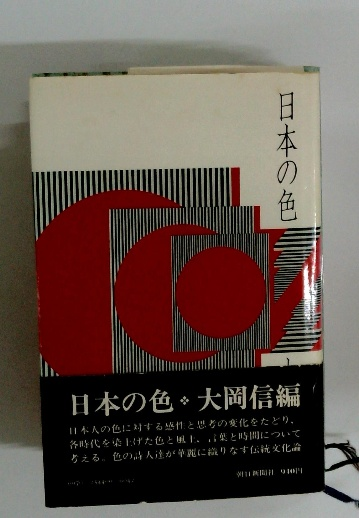 日本の色
日本の色・大岡信編
日本人の色に対する感性と思考の変化をたどり、
各時代を染上げた色と風土、言葉と時間について
考える。色の詩人達が華麗に織りなす伝統文化論
朝日新聞社 940円